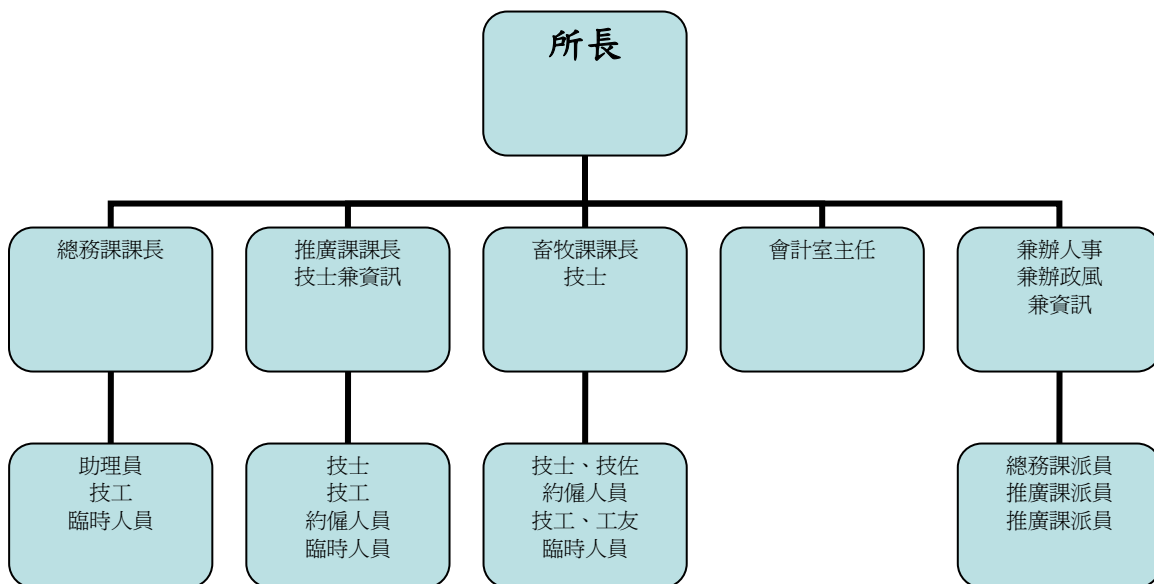 所長
總務課課長
推廣課課長
技士兼資訊
畜牧課課長
技士
會計室主任
兼辦人事
兼辦政風
兼資訊
助理員
技工
臨時人員
技士
技工
約僱人員
臨時人員
技士、技佐
約僱人員
技工、工友
臨時人員
總務課派員
推廣課派員
推廣課派員